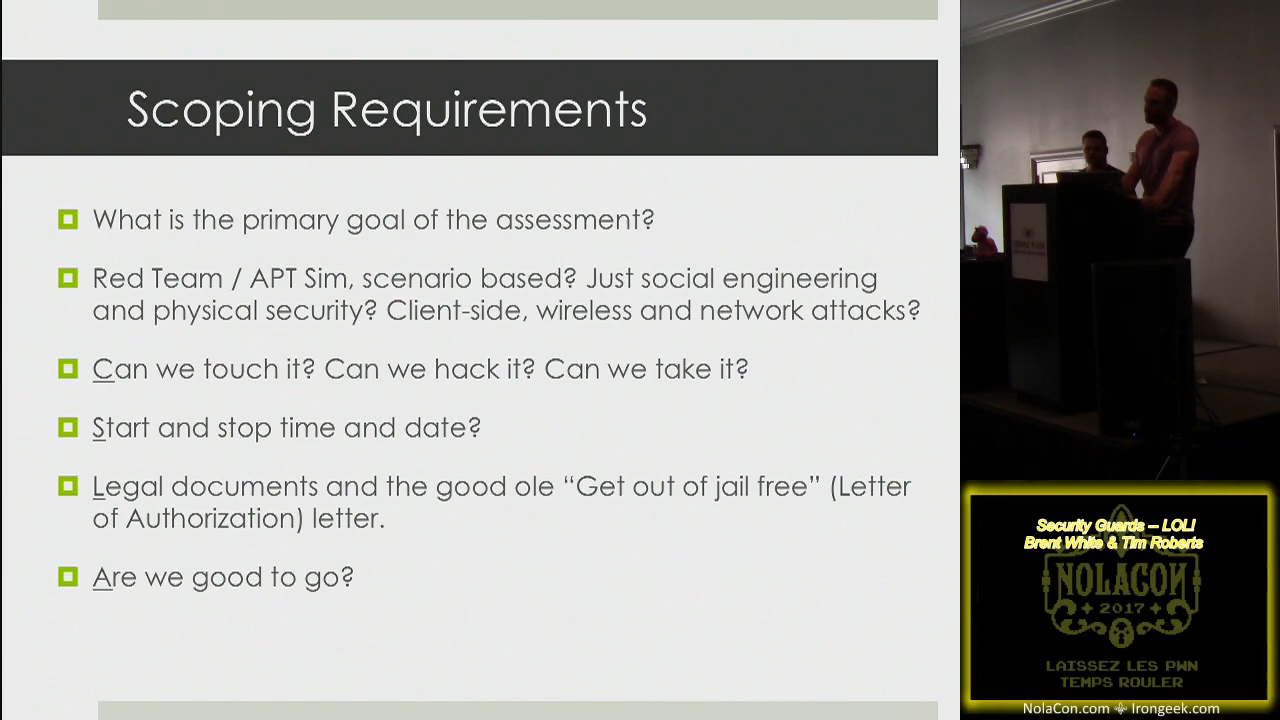 Scoping Requirements
What is the primary goal of the assessment?
Red Team / APT Sim, scenario based? Just social engineering
and physical security? Client-side, wireless and network attacks?
Can we touch it? Can we hack it? Can we take it?
Start and stop time and date?
Legal documents and the good ole “Get out of jail free” (Letter
of Authorization) letter.
Are we good to go?
Security Guards – LOL!
Brent White & Tim Roberts
NOLACON
2017
LAISSEZ LES PWN
TEMPS ROULER
NolaCon.com Irongeek.com